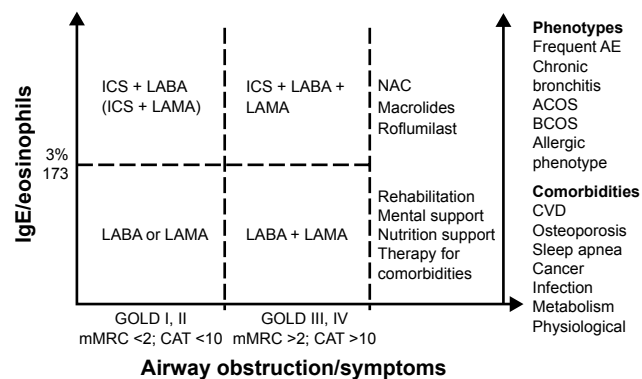 IgE/eosinophils
3%
173
ICS + LABA
(ICS + LAMA)
ICS + LABA +
LAMA
NAC
Macrolides
Roflumilast
LABA or LAMA
LABA + LAMA
Rehabilitation
Mental support
Nutrition support
Therapy for
comorbidities
GOLD I, II
mMRC <2; CAT <10
GOLD III, IV
mMRC >2; CAT >10
Airway obstruction/symptoms
Phenotypes
Frequent AE
Chronic
bronchitis
ACOS
BCOS
Allergic
phenotype
Comorbidities
CVD
Osteoporosis
Sleep apnea
Cancer
Infection
Metabolism
Physiological